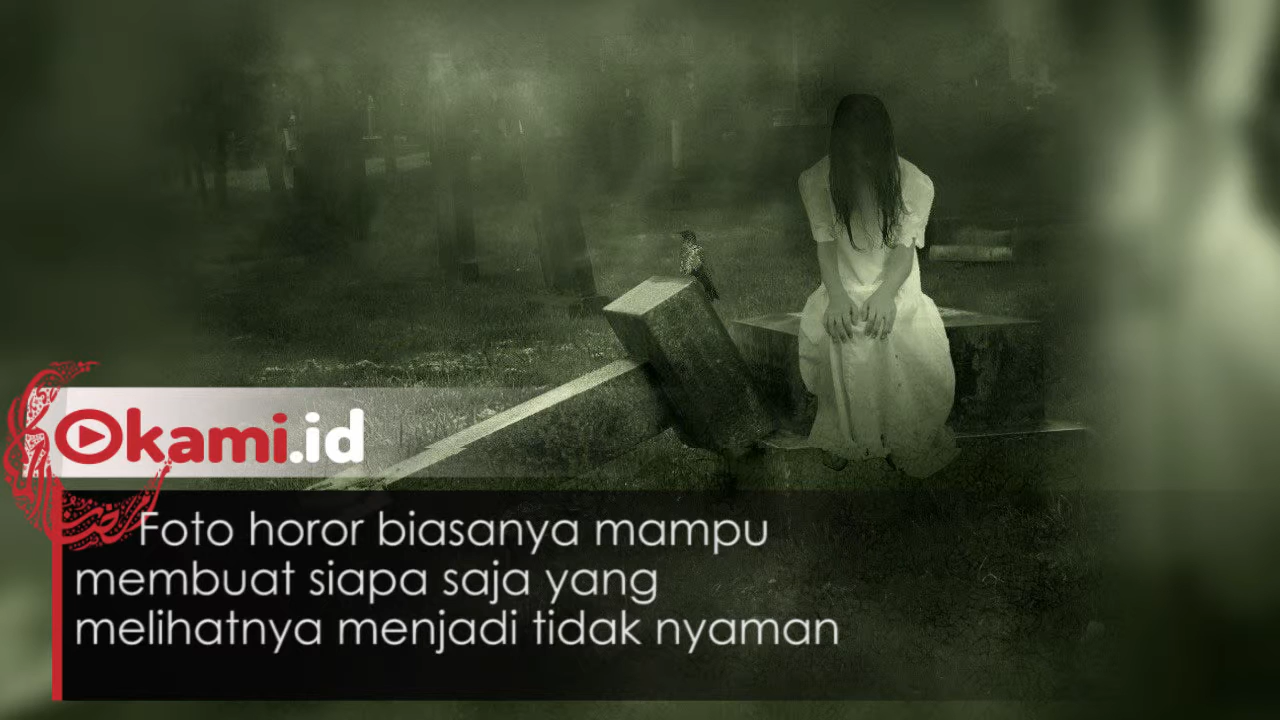 Okami.id
Foto horor biasanya mampu
membuat siapa saja yang
melihatnya menjadi tidak nyaman